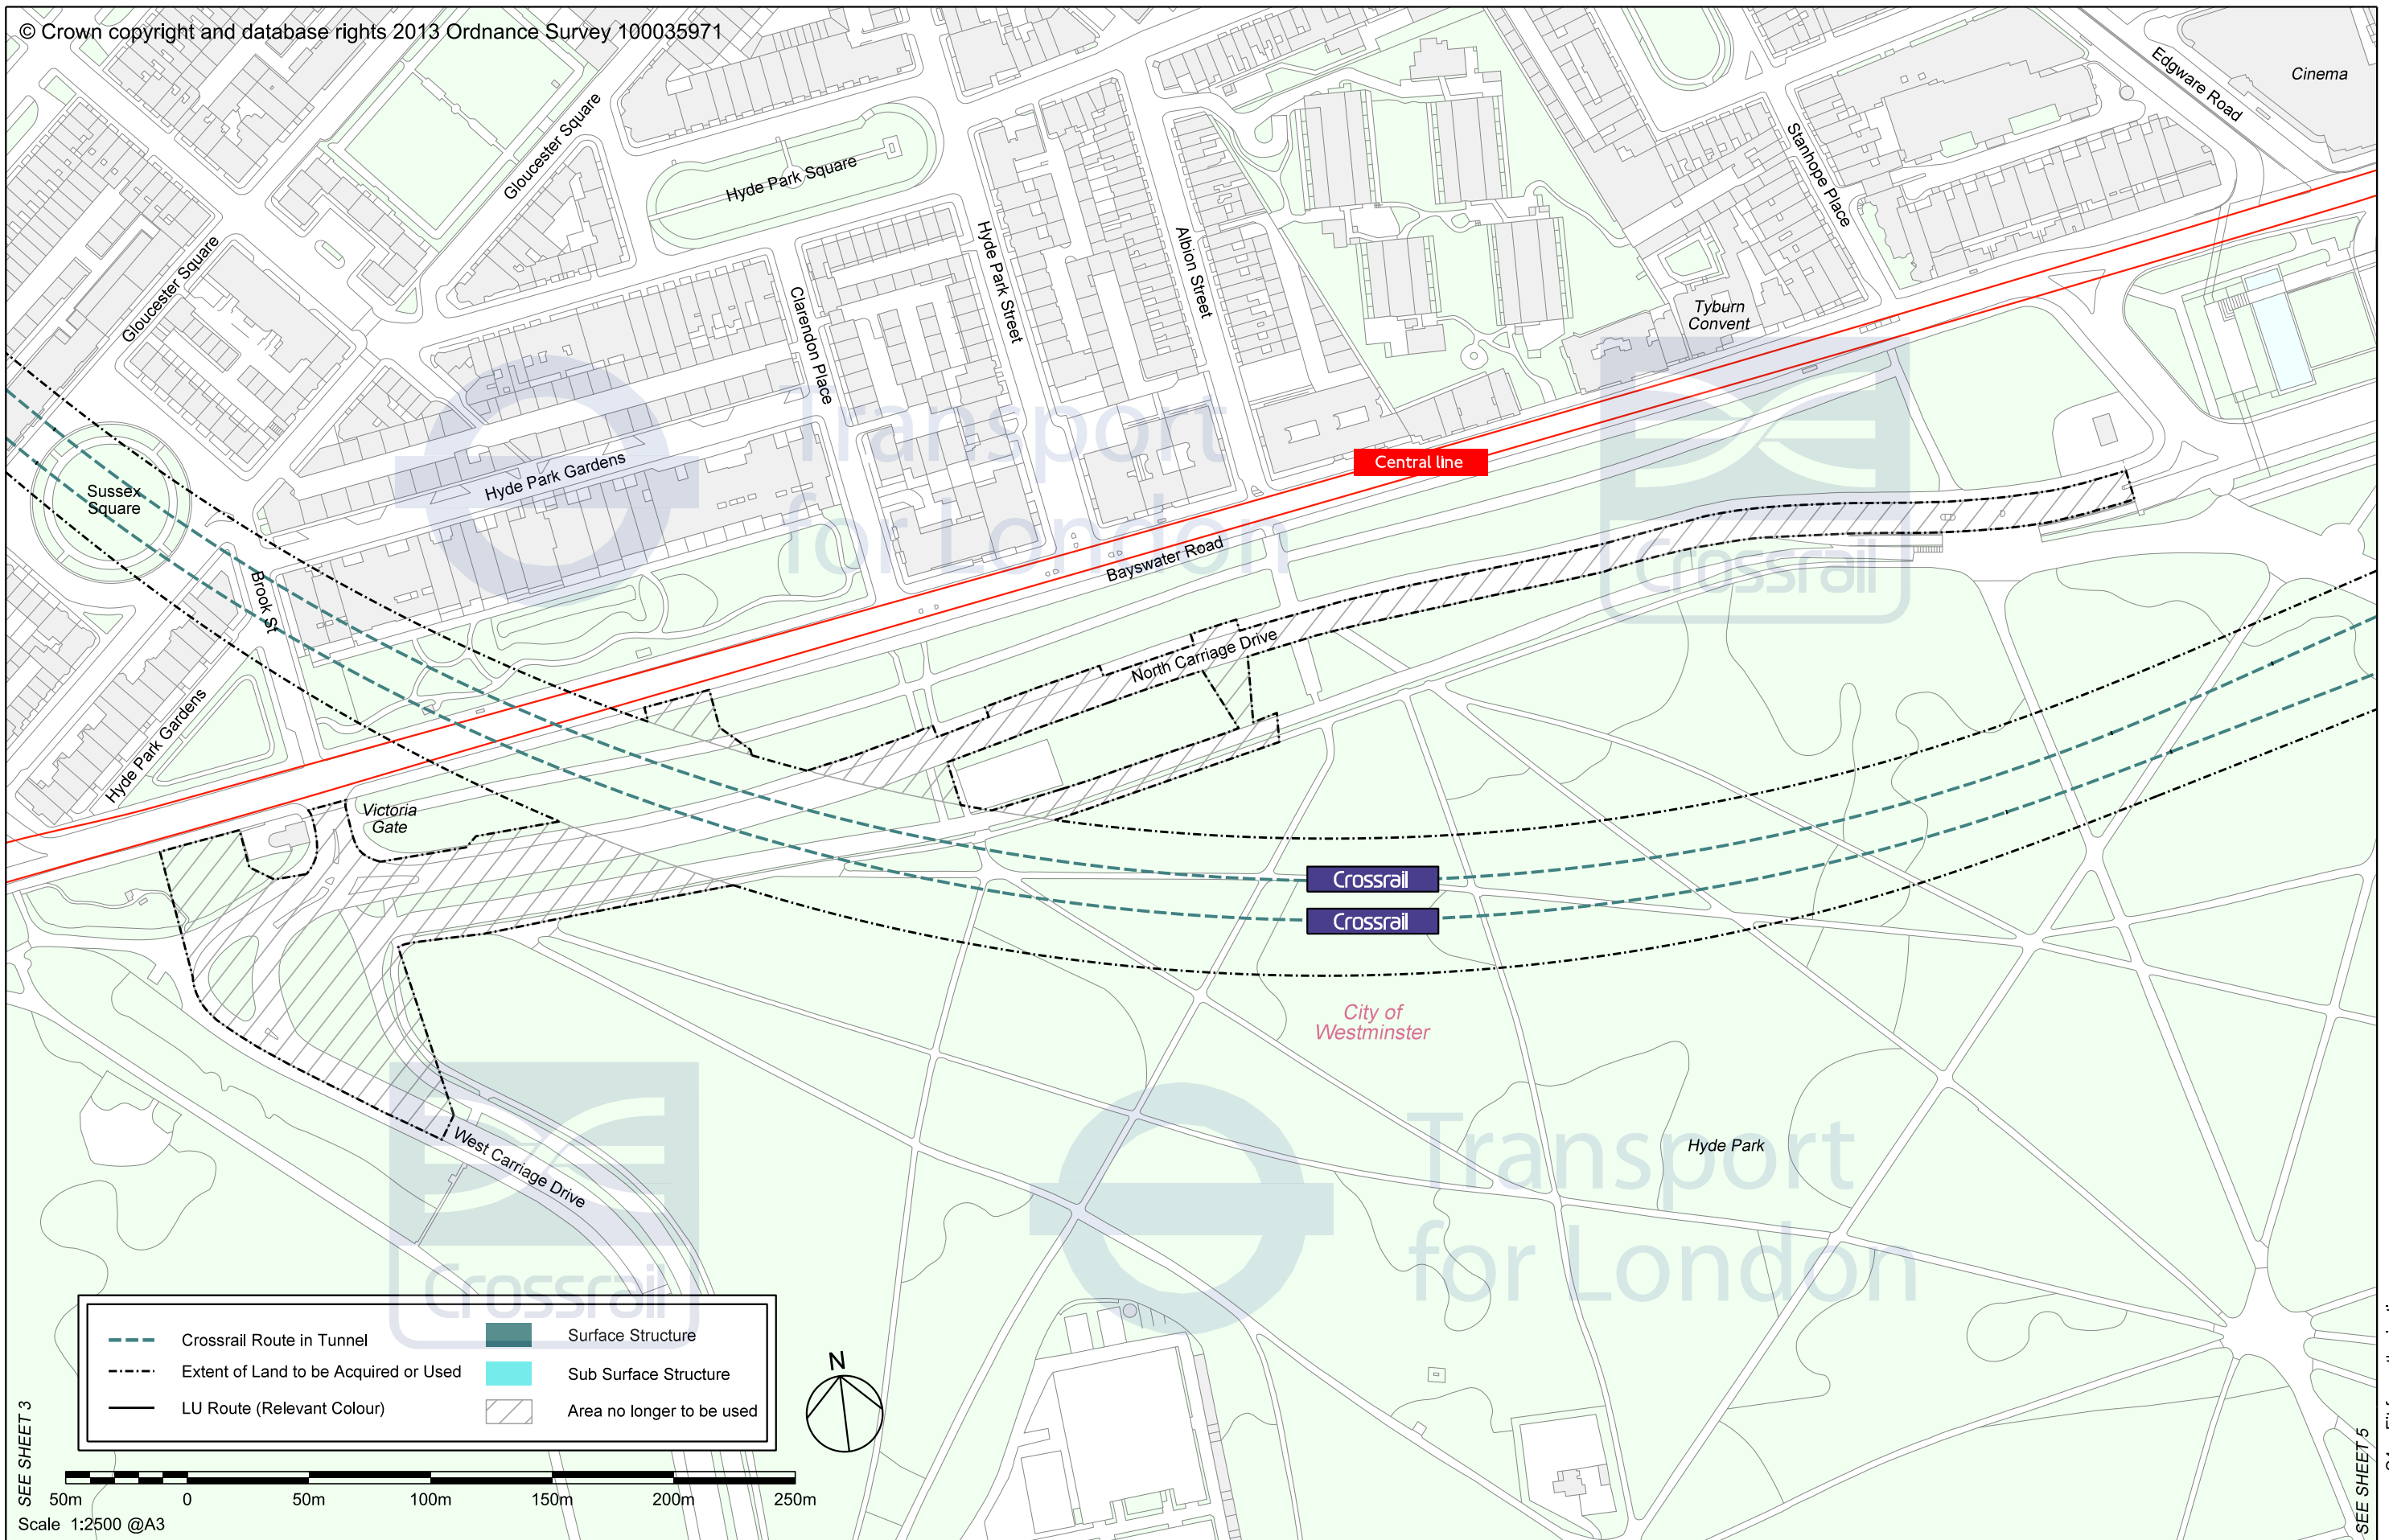 © Crown copyright and database rights 2013 Ordnance Survey 100035971
Cinema
Edgware Road
Stanhope Place
Gloucester Square
Hyde Park Square
Gloucester Square
Hyde Park Street
Albion Street
Clarendon Place
Tyburn
Convent
Transport
for London
Crossrail
Central line
Hyde Park Gardens
Sussex
Square
Bayswater Road
Brook St
North Carriage Drive
Hyde Park Gardens
Victoria
Gate
Crossrail
Crossrail
City of
Westminster
Hyde Park
West Carriage Drive
Transport
for London
Crossrail
Crossrail Route in Tunnel
Extent of Land to be Acquired or Used
LU Route (Relevant Colour)
Surface Structure
Sub Surface Structure
Area no longer to be used
N
SEE SHEET 3
SEE SHEET 5
50m 0 50m 100m 150m 200m 250m
Scale 1:2500 @A3